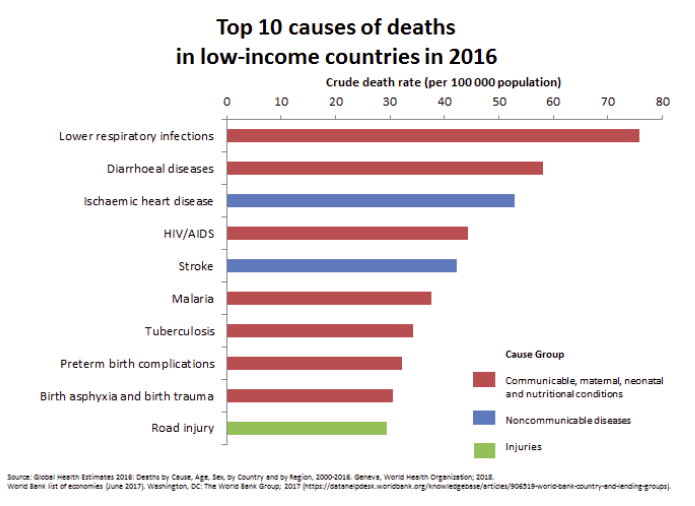 Top 10 causes of deaths
in low-income countries in 2016
Crude death rate (per 100 000 population)
0 10 20 30 40 50 60 70 80
Lower respiratory infections
Diarrhoeal diseases
Ischaemic heart disease
HIV/AIDS
Stroke
Malaria
Tuberculosis
Preterm birth complications
Birth asphyxia and birth trauma
Road injury
Cause Group
Communicable, maternal, neonatal
and nutritional conditions
Noncommunicable diseases
Injuries
Source: Global Health Estimates 2016: Deaths by Cause, Age, Sex, by Country and by Region, 2000-2016. Geneva, World Health Organization; 2018.
World Bank list of economies (June 2017). Washington, DC: The World Bank Group; 2017 (https://datahelpdesk.worldbank.org/knowledgebase/articles/906519-world-bank-country-and-lending-groups).